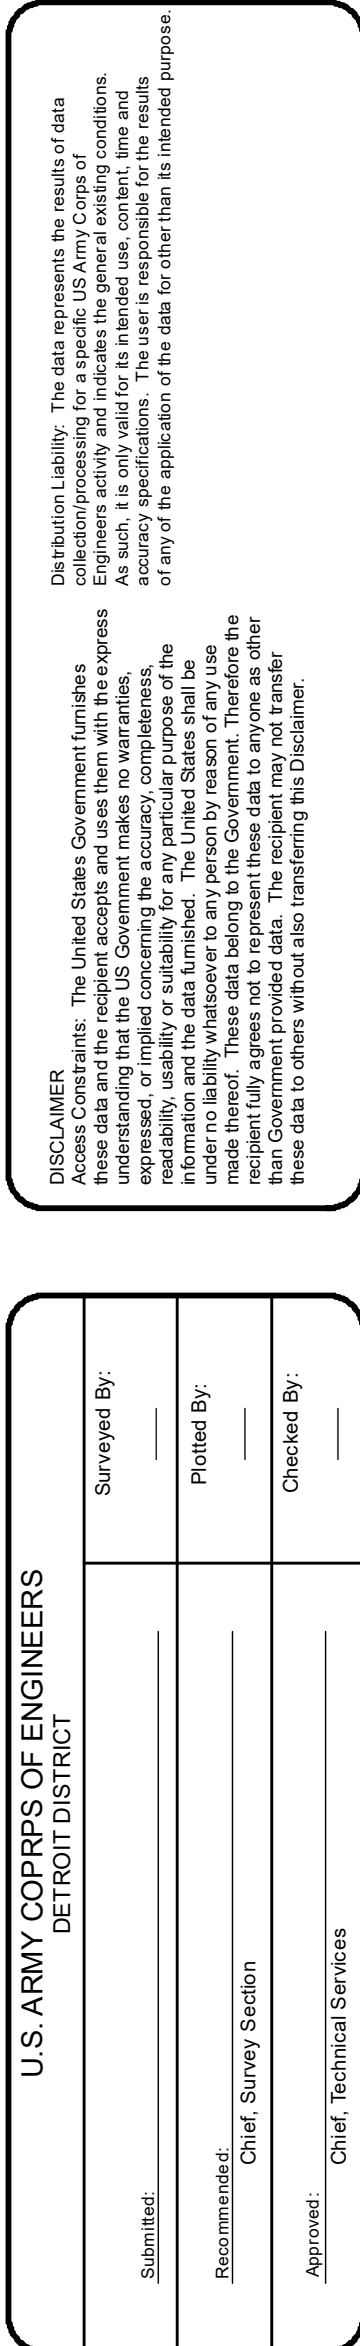 U.S. ARMY COPRPS OF ENGINEERS
DETROIT DISTRICT
Submitted:
Surveyed By:
Recommended:
Chief, Survey Section
Plotted By:
Approved:
Chief, Technical Services
Checked By:
DISCLAIMER
Access Constraints: The United States Government furnishes
these data and the recipient accepts and uses them with the express
understanding that the US Government makes no warranties,
expressed, or implied concerning the accuracy, completeness,
readability, usability or suitability for any particular purpose of the
information and the data furnished. The United States shall be
under no liability whatsoever to any person by reason of any use
made thereof. These data belong to the Government. Therefore the
recipient fully agrees not to represent these data to anyone as other
than Government provided data. The recipient may not transfer
these data to others without also transferring this Disclaimer.
Distribution Liability: The data represents the results of data
collection/processing for a specific US Army Corps of
Engineers activity and indicates the general existing conditions.
As such, it is only valid for its intended use, content, time and
accuracy specifications. The user is responsible for the results
of any of the application of the data for other than its intended purpose.